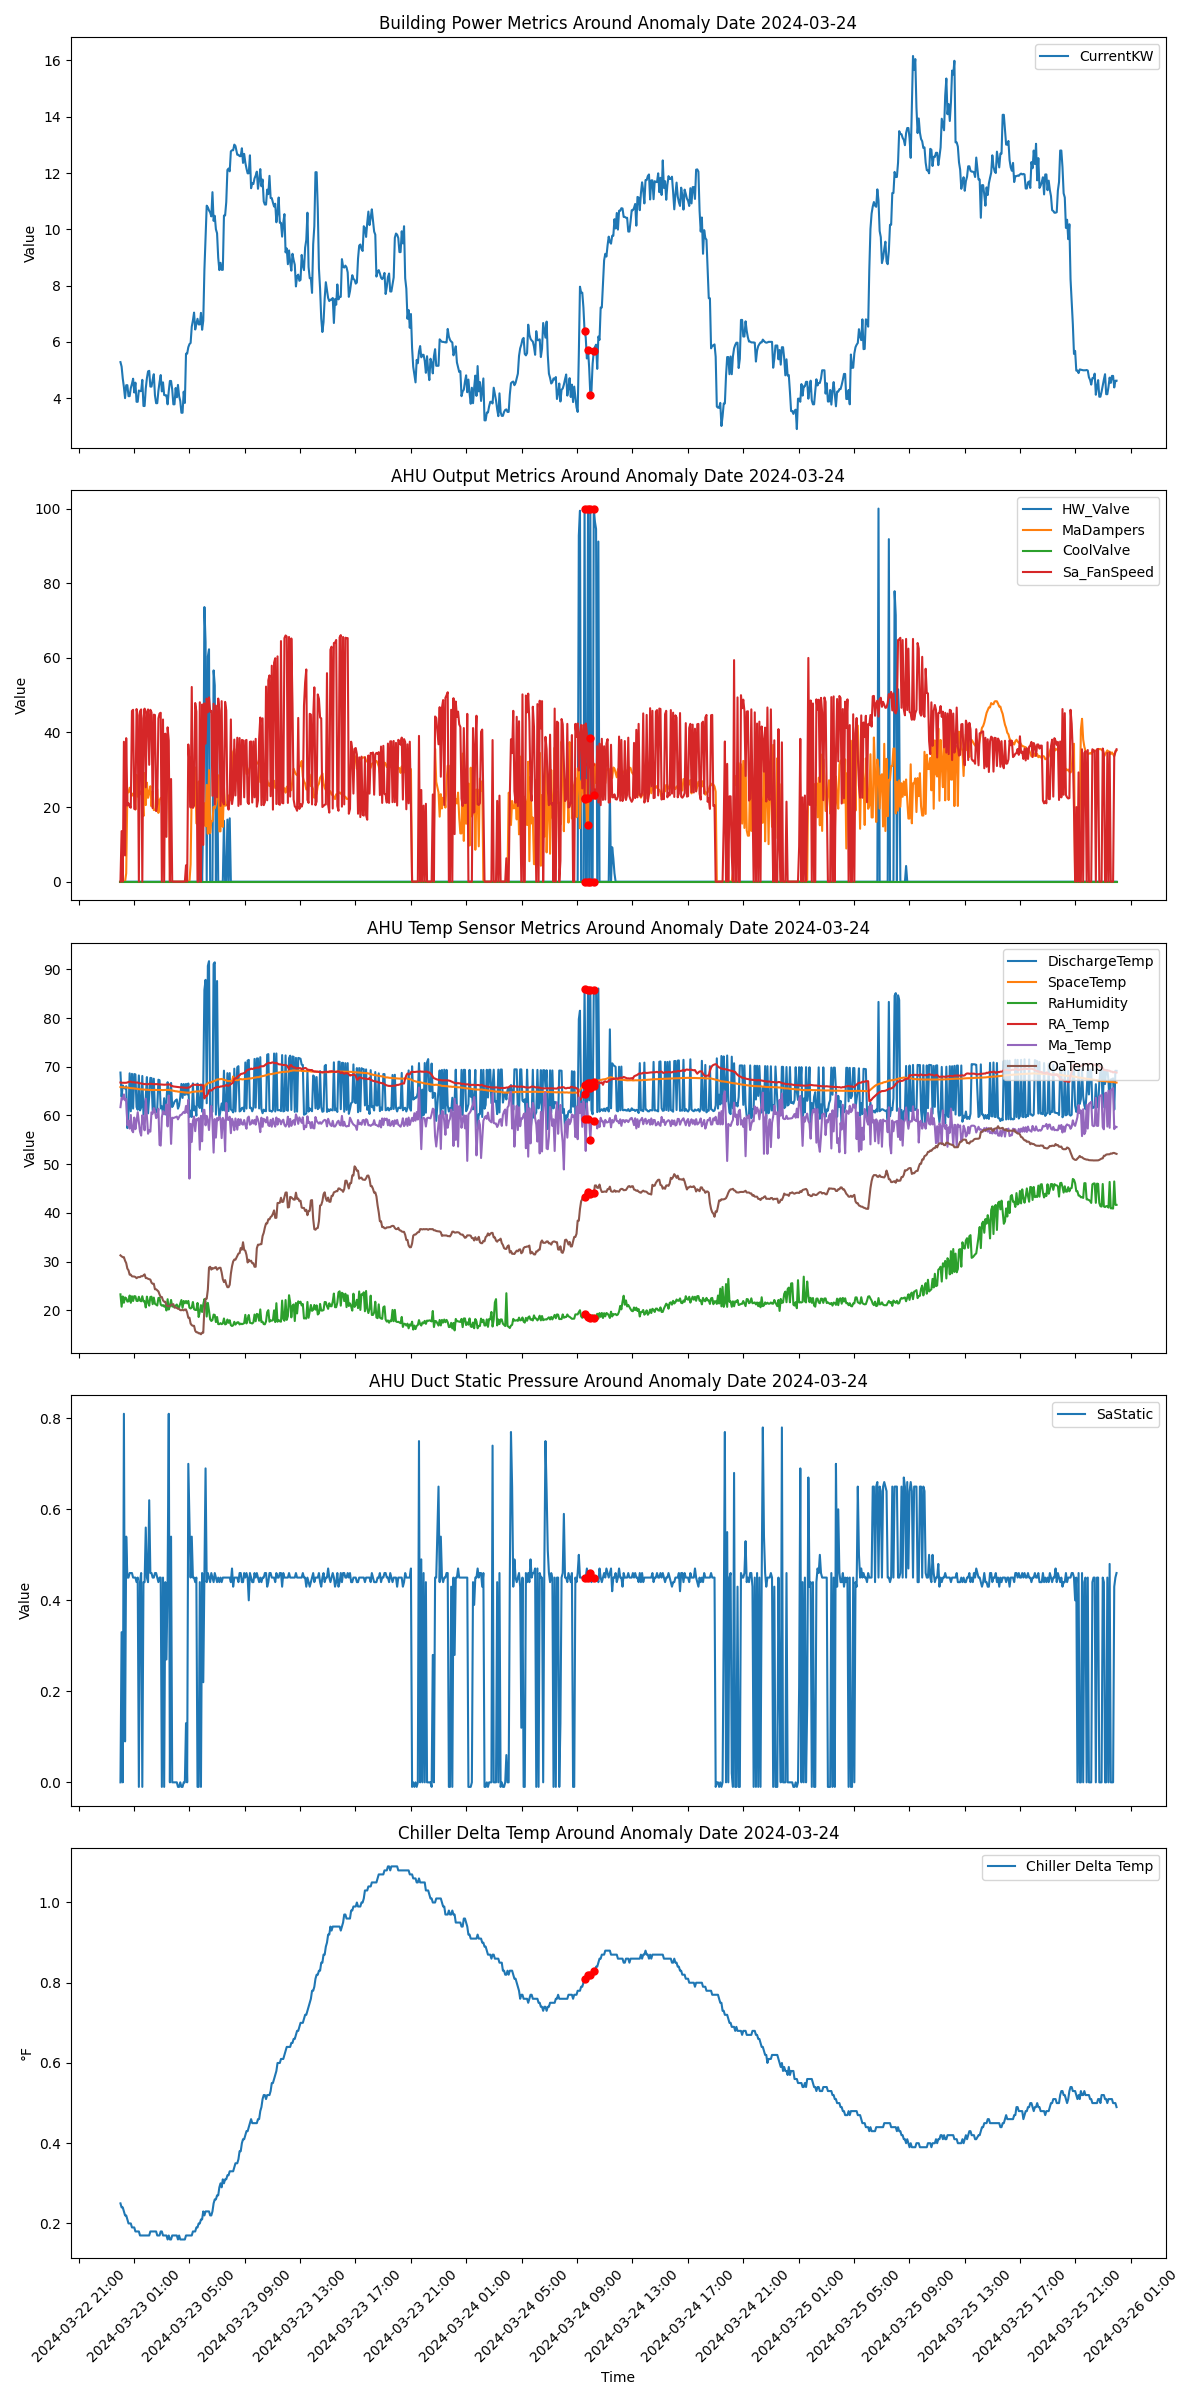 Building Power Metrics Around Anomaly Date 2024-03-24
CurrentKW
Value
16
14
12
10
8
6
4
AHU Output Metrics Around Anomaly Date 2024-03-24
HW_Valve
MaDampers
CoolValve
Sa_FanSpeed
Value
100
80
60
40
20
0
AHU Temp Sensor Metrics Around Anomaly Date 2024-03-24
DischargeTemp
SpaceTemp
RaHumidity
RA_Temp
Ma_Temp
OaTemp
Value
90
80
70
60
50
40
30
20
AHU Duct Static Pressure Around Anomaly Date 2024-03-24
SaStatic
Value
0.8
0.6
0.4
0.2
0.0
Chiller Delta Temp Around Anomaly Date 2024-03-24
Chiller Delta Temp
°F
1.0
0.8
0.6
0.4
0.2
2024-03-22 21:00
2024-03-23 01:00
2024-03-23 05:00
2024-03-23 09:00
2024-03-23 13:00
2024-03-23 17:00
2024-03-23 21:00
2024-03-24 01:00
2024-03-24 05:00
2024-03-24 09:00
2024-03-24 13:00
2024-03-24 17:00
2024-03-24 21:00
2024-03-25 01:00
2024-03-25 05:00
2024-03-25 09:00
2024-03-25 13:00
2024-03-25 17:00
2024-03-25 21:00
2024-03-26 01:00
Time